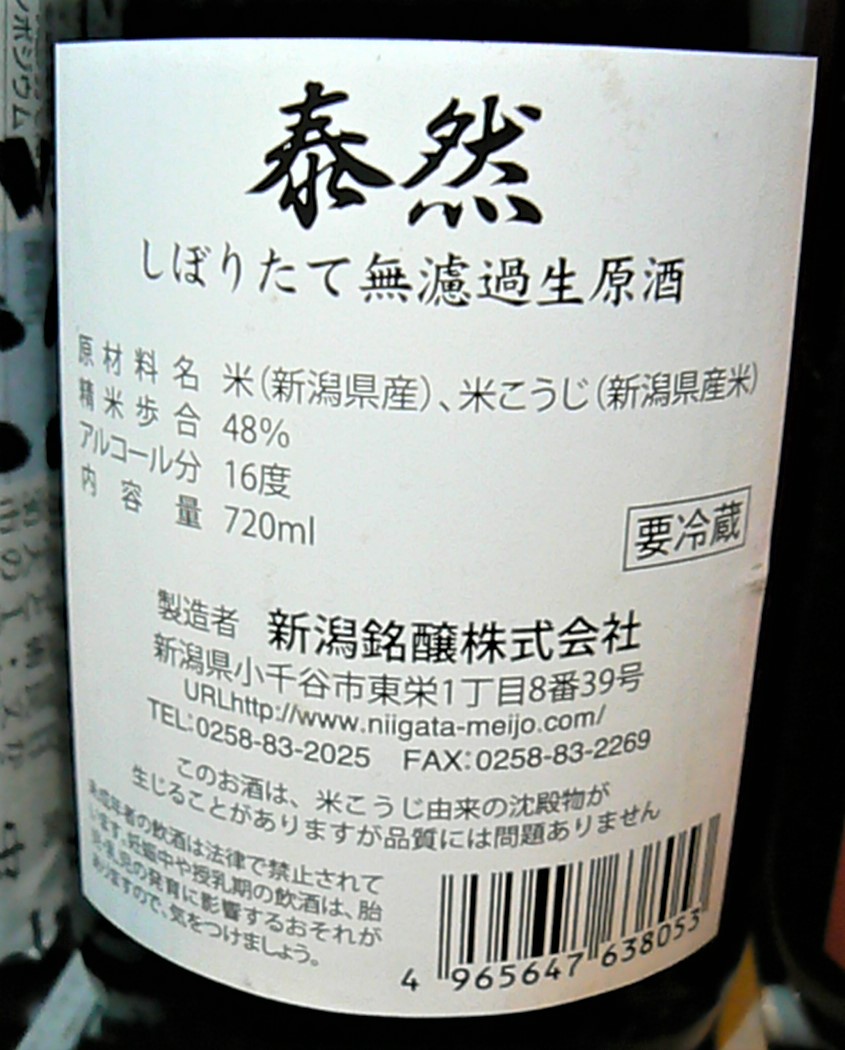 泰然
しぼりたて無濾過生原酒
原材料名 米(新潟県産)、米こうじ(新潟県産米)
精米歩合 48%
アルコール分 16度
内容量 720ml
要冷蔵
製造者 新潟銘醸株式会社
新潟県小千谷市東栄1丁目8番39号
URLhttp://www.niigata-meijo.com/
TEL:0258-83-2025 FAX:0258-83-2269
このお酒は、米こうじ由来の沈殿物が
生じることがありますが品質には問題ありません
未成年者の飲酒は法律で禁止されて
います。妊娠中や授乳期の飲酒は、胎
児・乳児の発育に影響するおそれが
ありますので、気をつけましょう。
4 965647 638053
ンポジウム